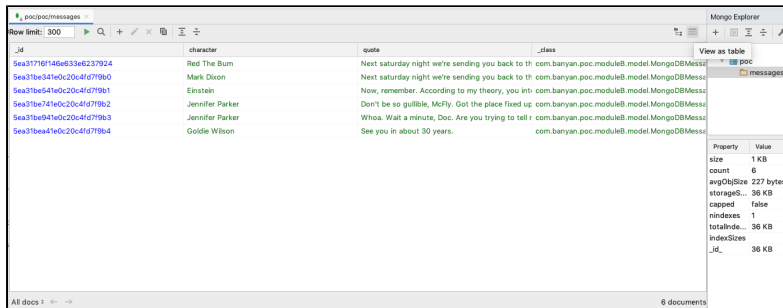 poc/poc/messages
Mongo Explorer
Row limit: 300
View as table
_id character quote _class
poc
messages
5ea31716f146e633e6237924 Red The Bum Next saturday night we're sending you back to th com.banyan.poc.moduleB.model.MongoDBMessa
5ea31be341e0c20c4fd7f9b0 Mark Dixon Next saturday night we're sending you back to th com.banyan.poc.moduleB.model.MongoDBMessa
5ea31be541e0c20c4fd7f9b1 Einstein Now, remember. According to my theory, you inte com.banyan.poc.moduleB.model.MongoDBMessa
5ea31be741e0c20c4fd7f9b2 Jennifer Parker Don't be so gullible, McFly. Got the place fixed up com.banyan.poc.moduleB.model.MongoDBMessa
5ea31be941e0c20c4fd7f9b3 Jennifer Parker Whoa. Wait a minute, Doc. Are you trying to tell r com.banyan.poc.moduleB.model.MongoDBMessa
5ea31bea41e0c20c4fd7f9b4 Goldie Wilson See you in about 30 years. com.banyan.poc.moduleB.model.MongoDBMessa
Property Value
size 1 KB
count 6
avgObjSize 227 bytes
storageS... 36 KB
capped false
nindexes 1
totalInde... 36 KB
indexSizes
_id_ 36 KB
All docs
6 documents